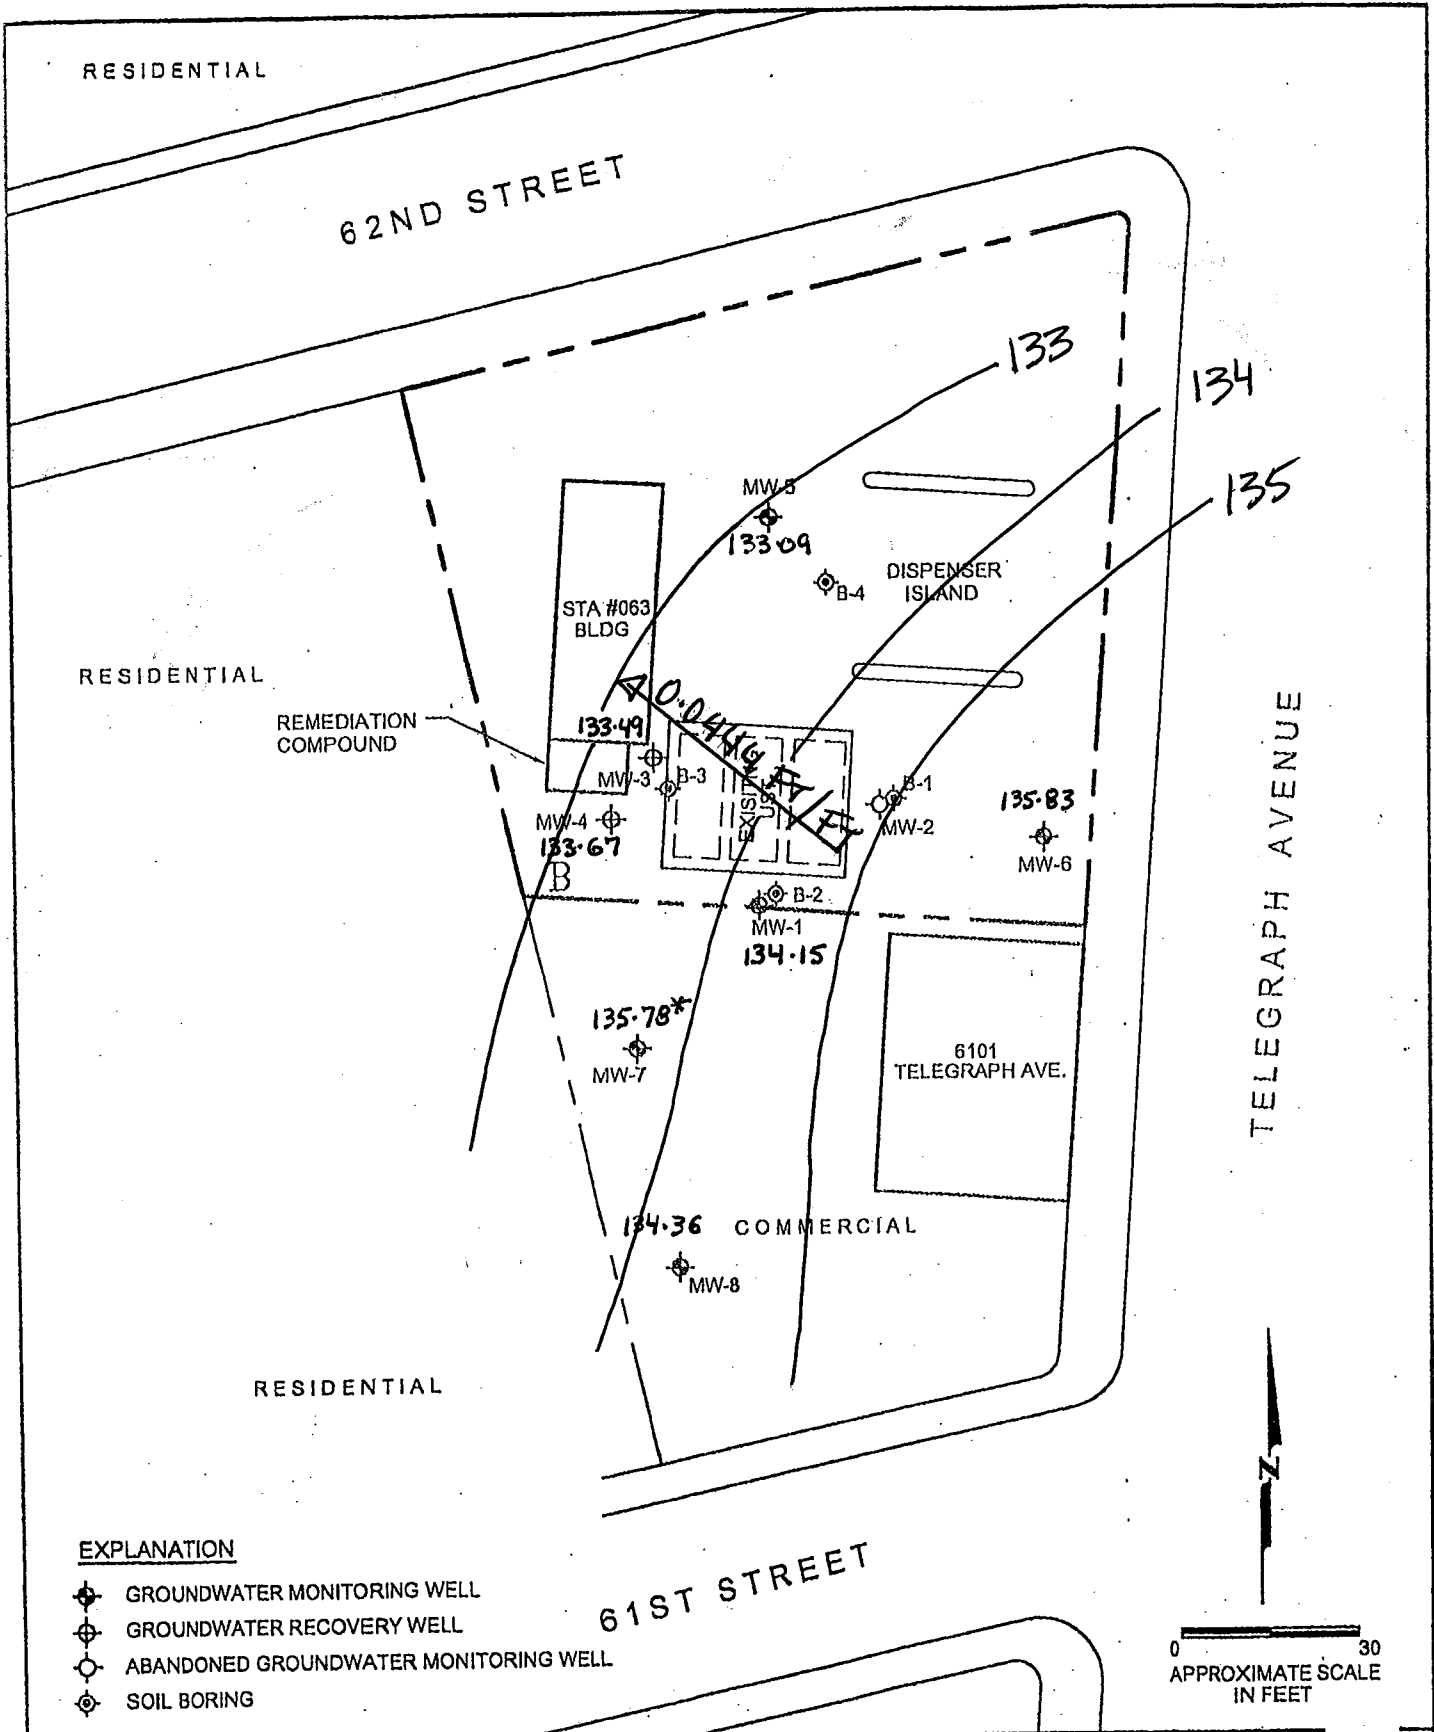 RESIDENTIAL
62ND STREET
133
134
135
MW-5
133.09
B-4
DISPENSER
ISLAND
STA #063
BLDG
RESIDENTIAL
REMEDIATION
COMPOUND
133.49
0.0444 ft/ft
MW-3
B-3
EXISTING
B-1
MW-2
135.83
MW-6
MW-4
133.67
B
B-2
MW-1
134.15
135.78*
MW-7
6101
TELEGRAPH AVE.
TELEGRAPH AVENUE
134.36
COMMERCIAL
MW-8
RESIDENTIAL
N
EXPLANATION
GROUNDWATER MONITORING WELL
GROUNDWATER RECOVERY WELL
ABANDONED GROUNDWATER MONITORING WELL
SOIL BORING
61ST STREET
0 30
APPROXIMATE SCALE
IN FEET